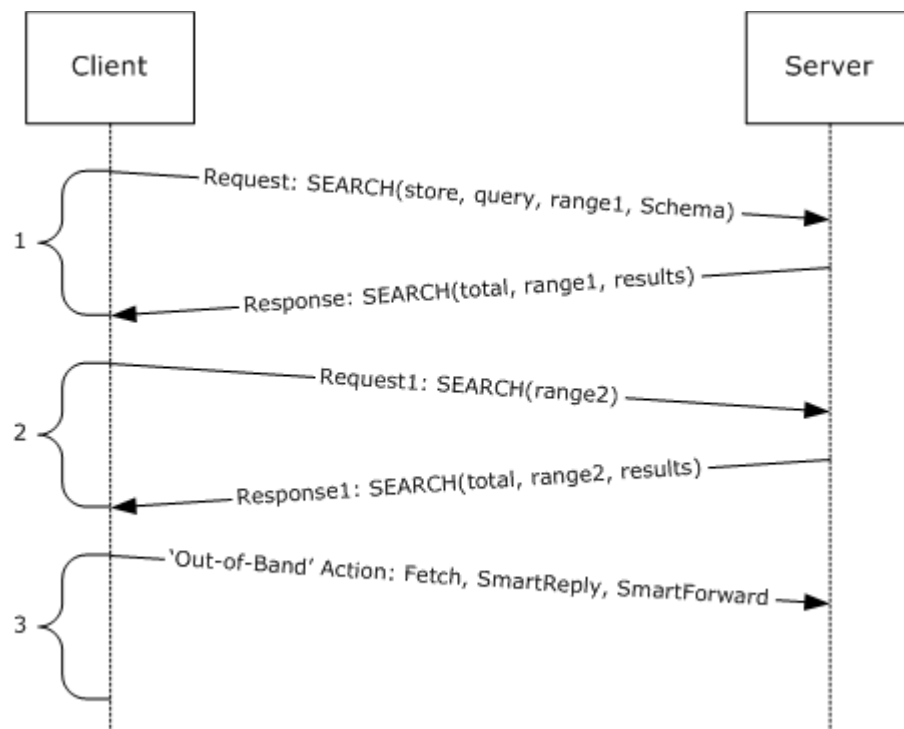 Client
Server
Request: SEARCH(store, query, range1, Schema)
1
Response: SEARCH(total, range1, results)
Request1: SEARCH(range2)
2
Response1: SEARCH(total, range2, results)
‘Out-of-Band’ Action: Fetch, SmartReply, SmartForward
3